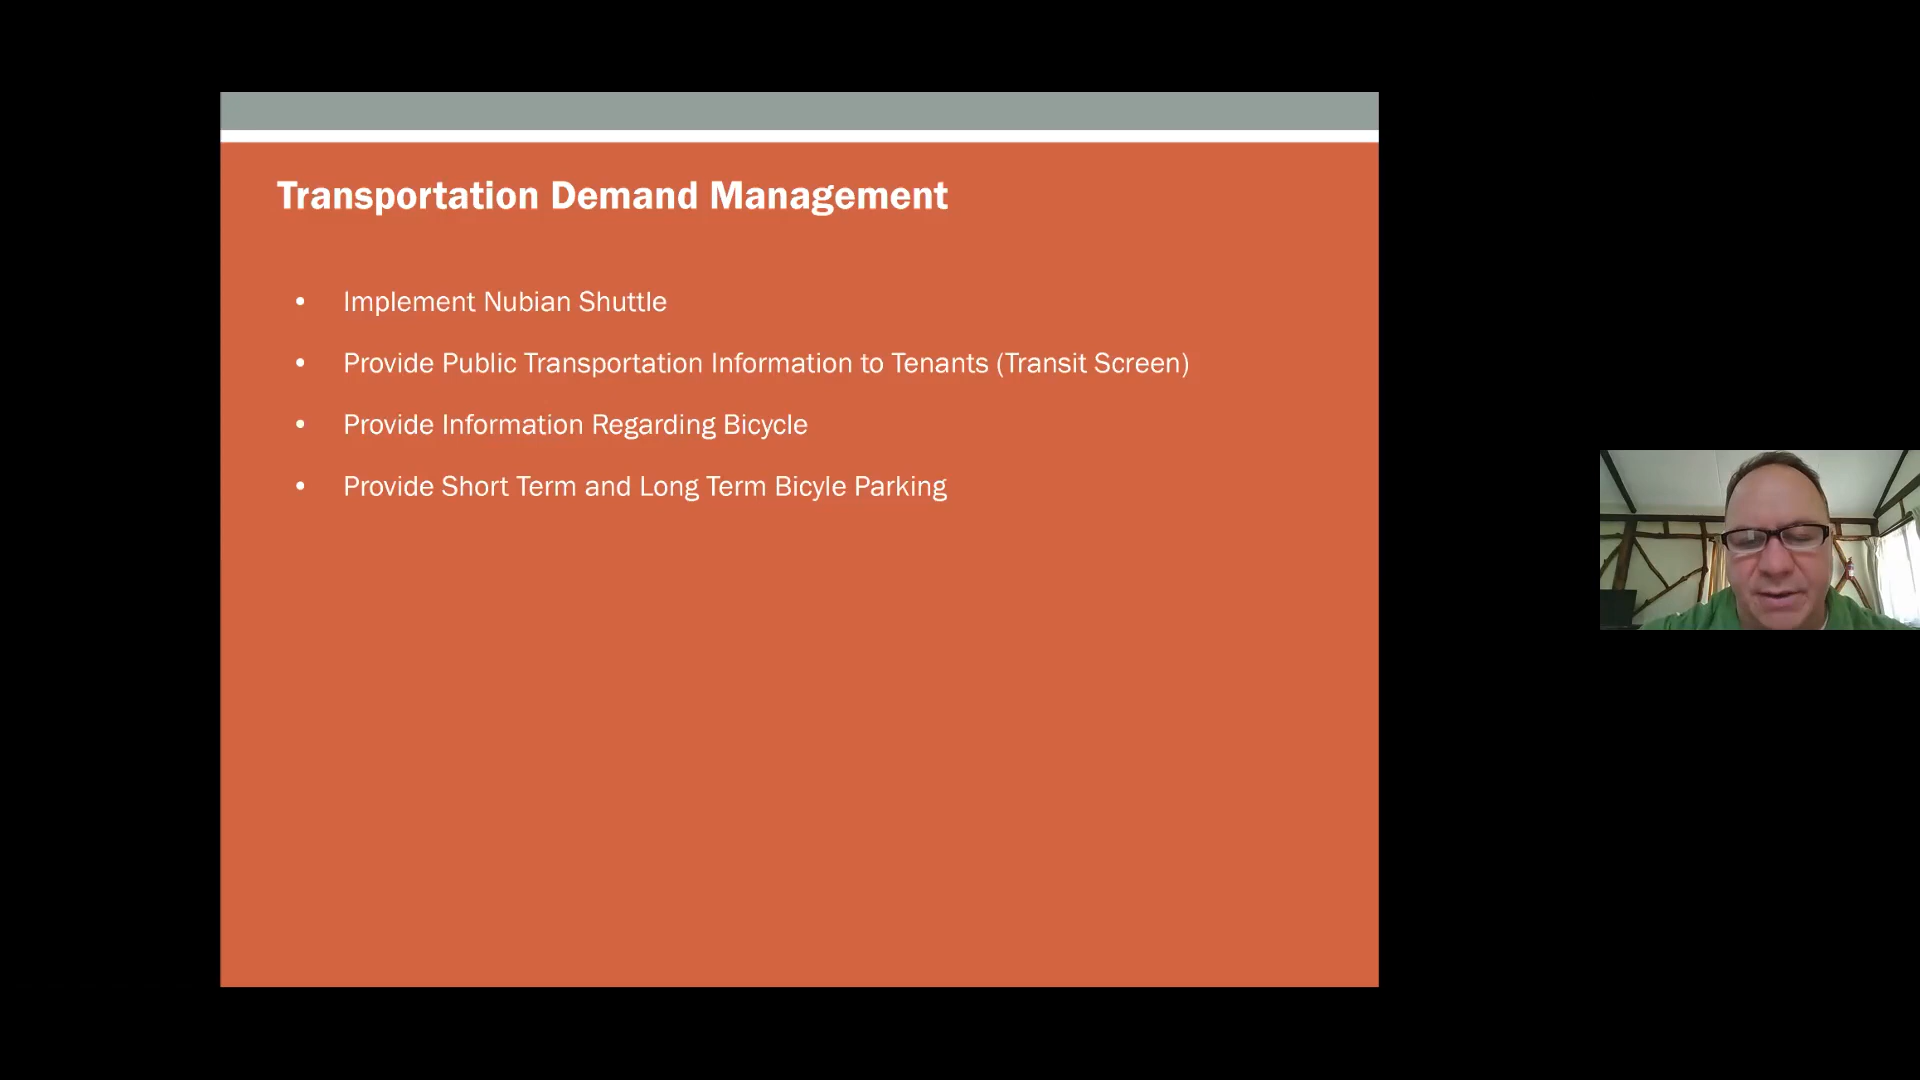 Transportation Demand Management
• Implement Nubian Shuttle
• Provide Public Transportation Information to Tenants (Transit Screen)
• Provide Information Regarding Bicycle
• Provide Short Term and Long Term Bicyle Parking